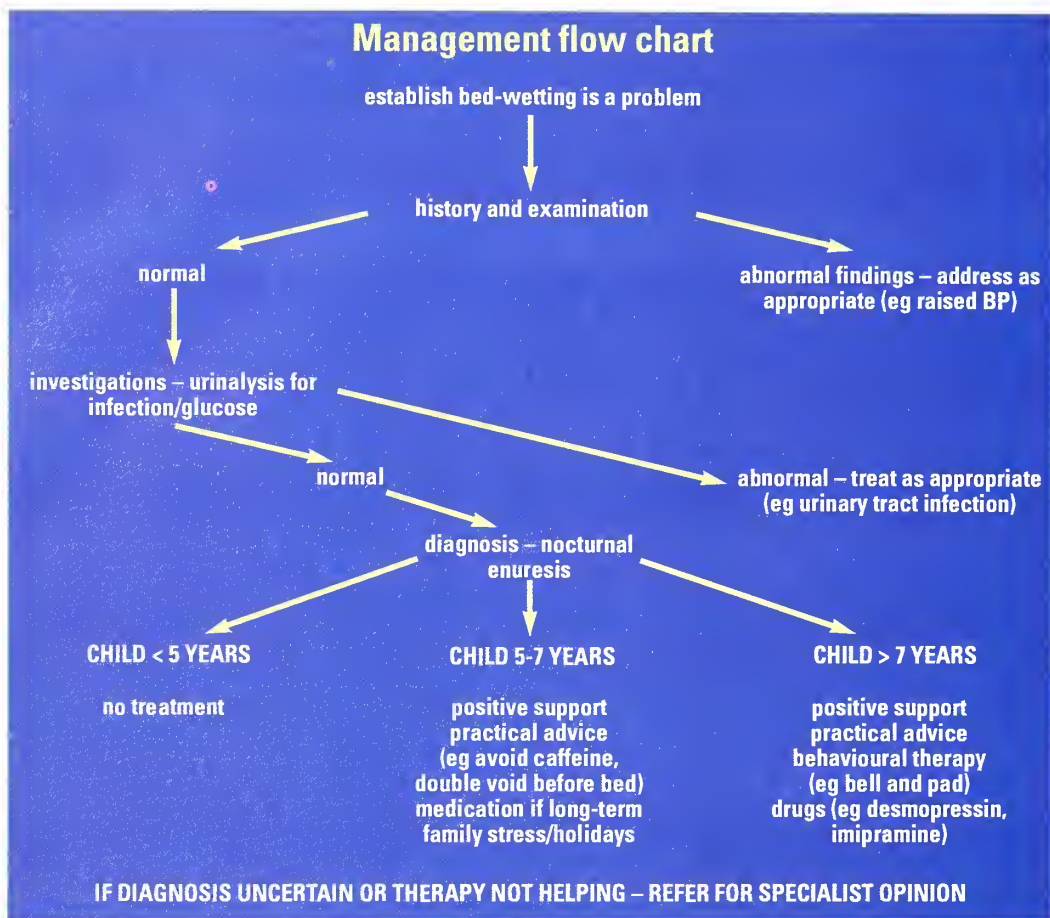 Management flow chart
establish bed-wetting is a problem
history and examination
normal
abnormal findings – address as
appropriate (eg raised BP)
investigations – urinalysis for
infection/glucose
normal
abnormal – treat as appropriate
(eg urinary tract infection)
diagnosis – nocturnal
enuresis
CHILD < 5 YEARS
no treatment
CHILD 5-7 YEARS
positive support
practical advice
(eg avoid caffeine,
double void before bed)
medication if long-term
family stress/holidays
CHILD > 7 YEARS
positive support
practical advice
behavioural therapy
(eg bell and pad)
drugs (eg desmopressin,
imipramine)
IF DIAGNOSIS UNCERTAIN OR THERAPY NOT HELPING – REFER FOR SPECIALIST OPINION